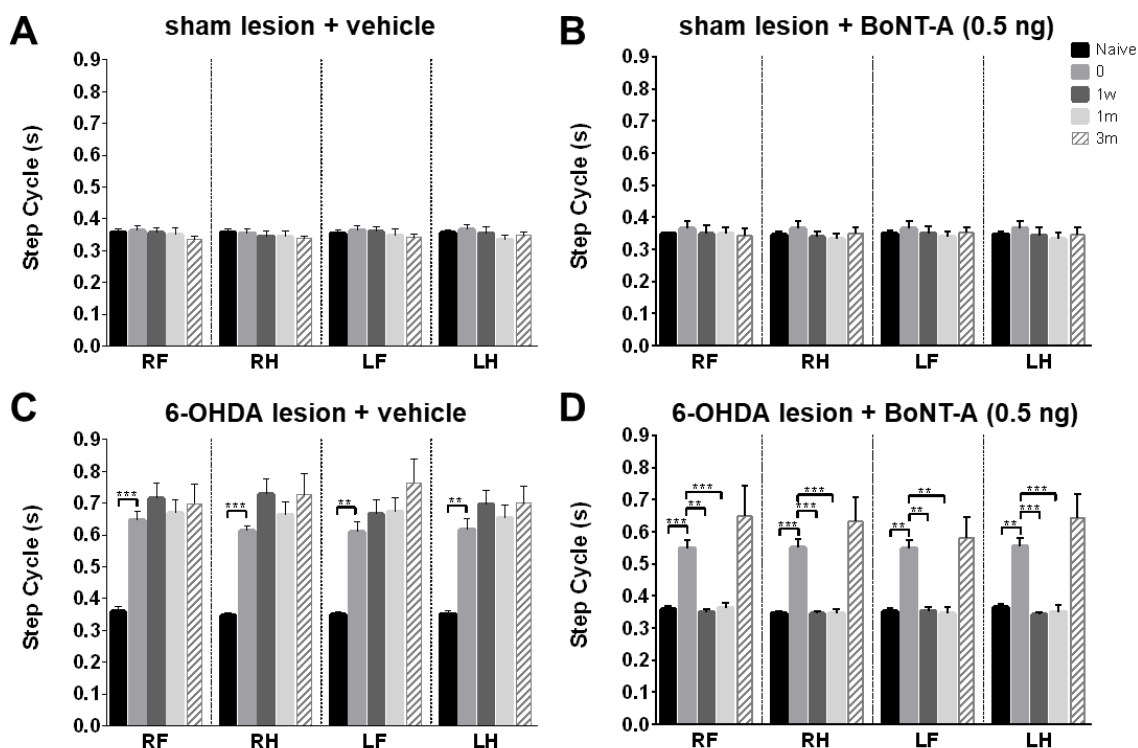 A
sham lesion + vehicle
Step Cycle (s)
0.9
0.8
0.7
0.6
0.5
0.4
0.3
0.2
0.1
0.0
RF RH LF LH
B
sham lesion + BoNT-A (0.5 ng)
Step Cycle (s)
0.9
0.8
0.7
0.6
0.5
0.4
0.3
0.2
0.1
0.0
RF RH LF LH
Naive
0
1w
1m
3m
C
6-OHDA lesion + vehicle
Step Cycle (s)
0.9
0.8
0.7
0.6
0.5
0.4
0.3
0.2
0.1
0.0
*** *** ** **
RF RH LF LH
D
6-OHDA lesion + BoNT-A (0.5 ng)
Step Cycle (s)
0.9
0.8
0.7
0.6
0.5
0.4
0.3
0.2
0.1
0.0
*** *** ** ***
** *** ** ***
*** *** ** **
RF RH LF LH